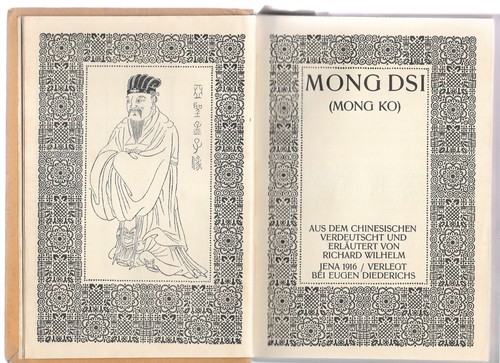 亞聖孟子像
MONG DSI
(MONG KO)
AUS DEM CHINESISCHEN
VERDEUTSCHT UND
ERLÄUTERT VON
RICHARD WILHELM
JENA 1916 / VERLEGT
BEI EUGEN DIEDERICHS